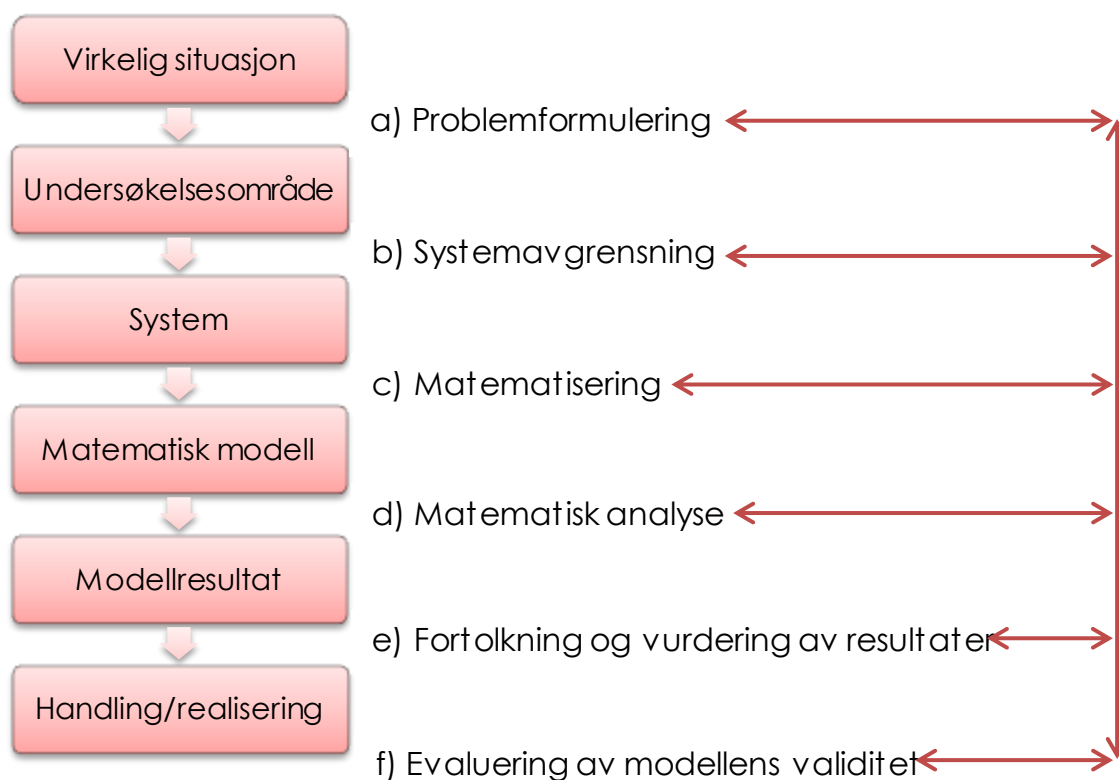 Virkelig situasjon
a) Problemformulering
Undersøkelsesområde
b) Systemavgrensning
System
c) Matematisering
Matematisk modell
d) Matematisk analyse
Modellresultat
e) Fortolkning og vurdering av resultater
Handling/realisering
f) Evaluering av modellens validitet